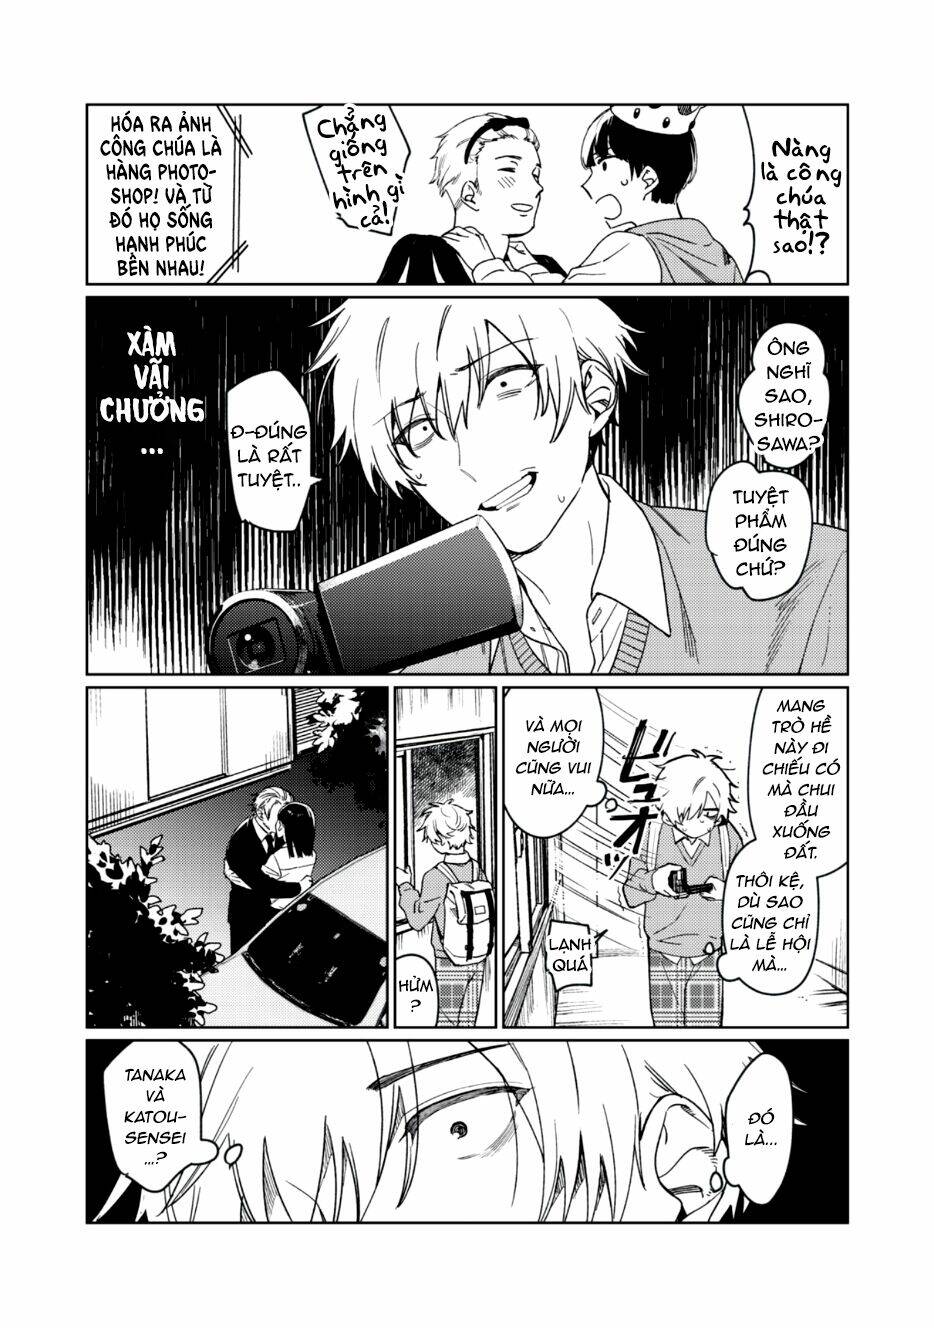 Nàng
là công
chúa
thật
sao!?
Chẳng
giống
trên
hình gì
cả!
HÓA RA ẢNH
CÔNG CHÚA LÀ
HÀNG PHOTO-
SHOP! VÀ TỪ
ĐÓ HỌ SỐNG
HẠNH PHÚC
BÊN NHAU!
ÔNG
NGHĨ
SAO,
SHIRO-
SAWA?
TUYỆT
PHẨM
ĐÚNG
CHỨ?
Đ-ĐÚNG
LÀ RẤT
TUYỆT..
XÀM
VÃI
CHƯỞNG
...
MANG
TRÒ HỀ
NÀY ĐI
CHIẾU CÓ
MÀ CHUI
ĐẦU
XUỐNG
ĐẤT.
THÔI KỆ,
DÙ SAO
CŨNG CHỈ
LÀ LỄ HỘI
MÀ...
ビュオッ
VÀ MỌI
NGƯỜI
CŨNG VUI
NỮA...
LẠNH
QUÁ
HỬM
?
ĐÓ
LÀ...
TANAKA
VÀ
KATOU-
SENSEI
...?